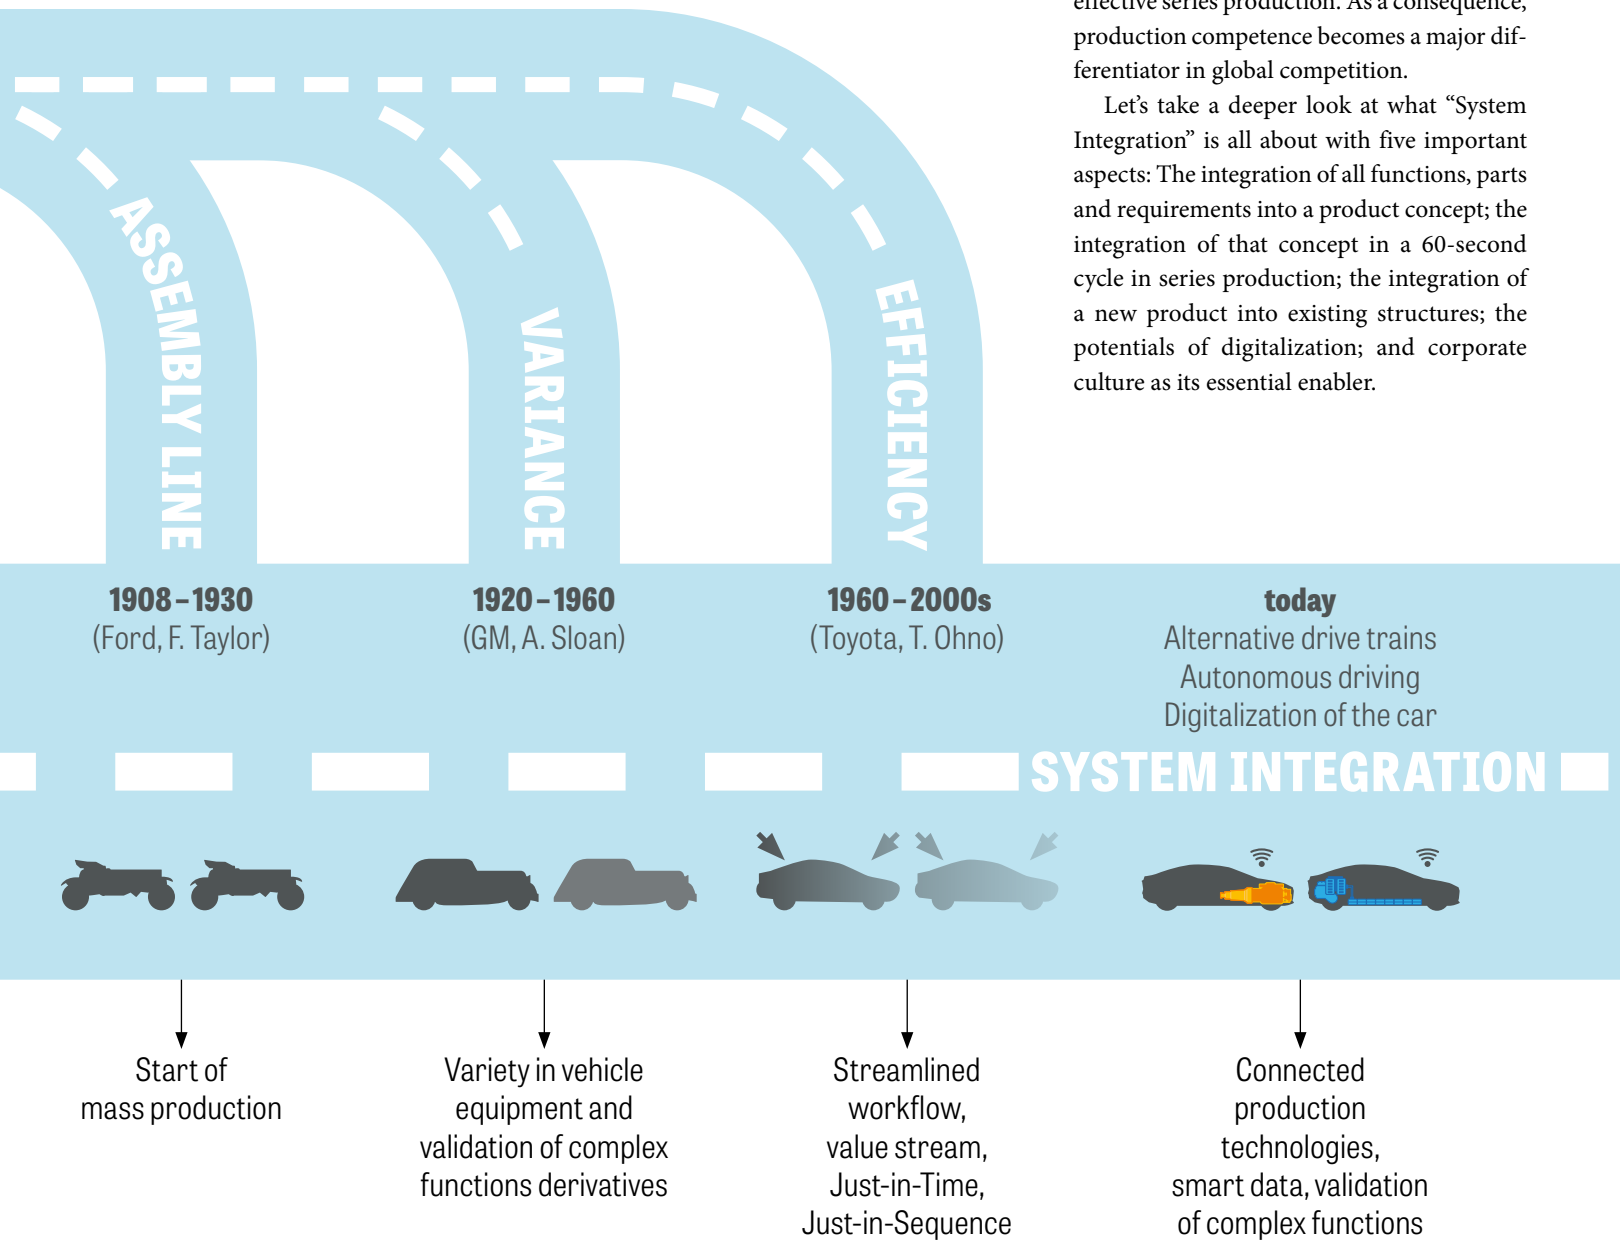 effective series production. As a consequence,
production competence becomes a major dif-
ferentiator in global competition.
Let’s take a deeper look at what “System
Integration” is all about with five important
aspects: The integration of all functions, parts
and requirements into a product concept; the
integration of that concept in a 60-second
cycle in series production; the integration of
a new product into existing structures; the
potentials of digitalization; and corporate
culture as its essential enabler.
ASSEMBLY LINE
VARIANCE
EFFICIENCY
1908–1930
(Ford, F. Taylor)
1920–1960
(GM, A. Sloan)
1960–2000s
(Toyota, T. Ohno)
today
Alternative drive trains
Autonomous driving
Digitalization of the car
SYSTEM INTEGRATION
Start of
mass production
Variety in vehicle
equipment and
validation of complex
functions derivatives
Streamlined
workflow,
value stream,
Just-in-Time,
Just-in-Sequence
Connected
production
technologies,
smart data, validation
of complex functions